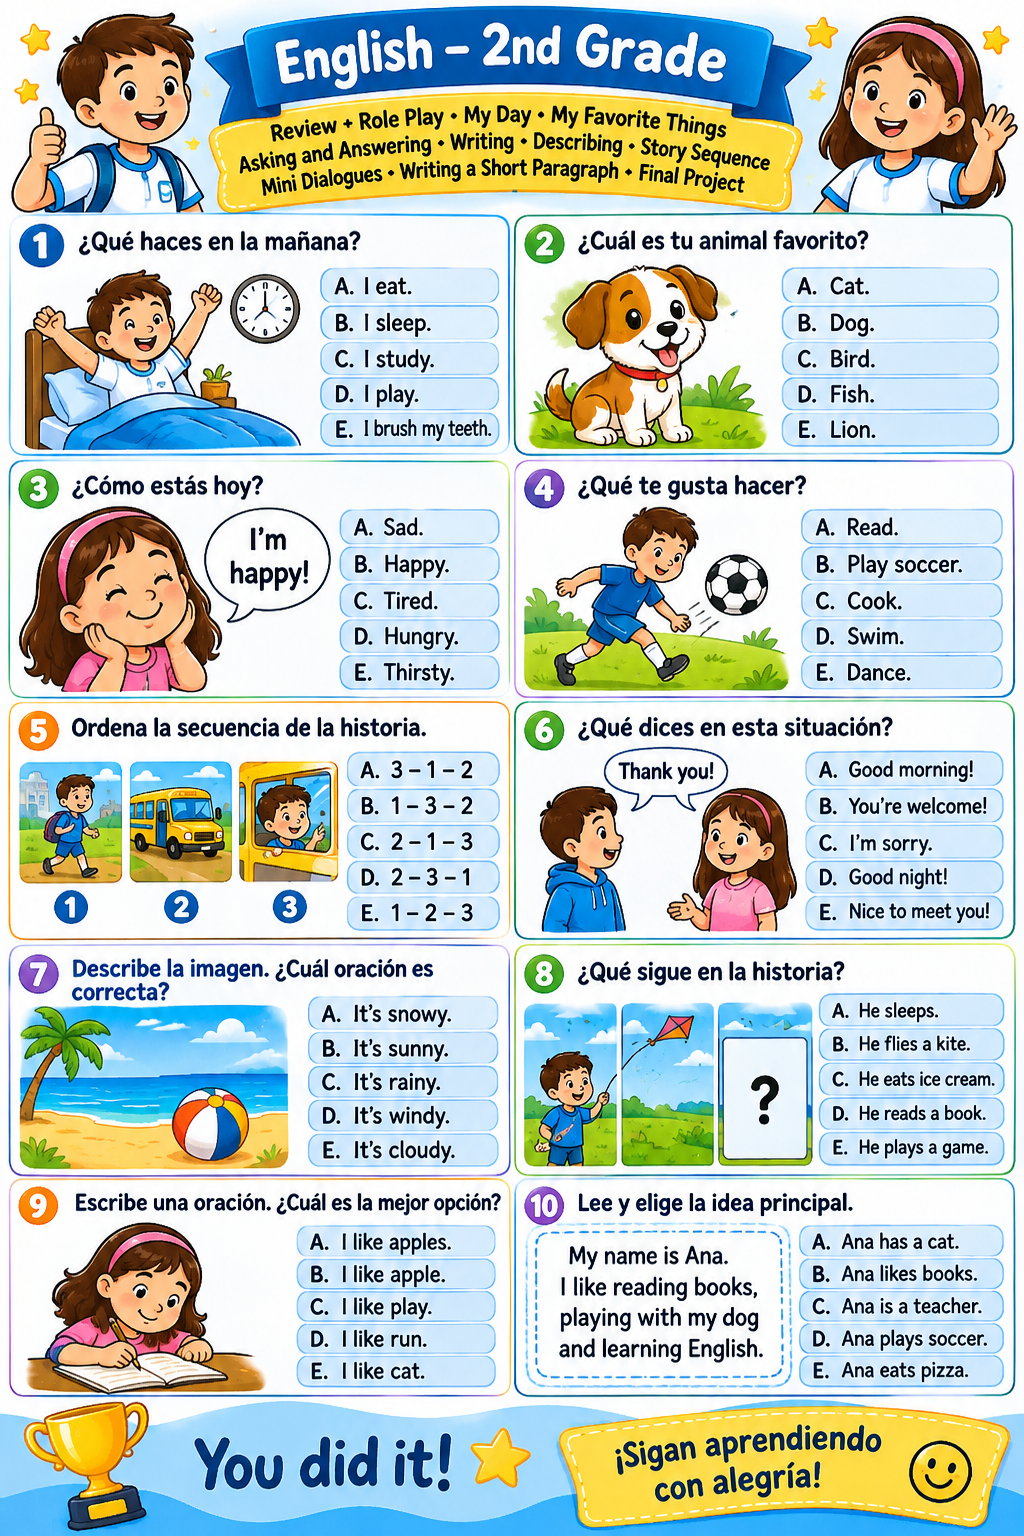 English – 2nd Grade
Review + Role Play • My Day • My Favorite Things
Asking and Answering • Writing • Describing • Story Sequence
Mini Dialogues • Writing a Short Paragraph • Final Project
1 ¿Qué haces en la mañana?
A. I eat.
B. I sleep.
C. I study.
D. I play.
E. I brush my teeth.
2 ¿Cuál es tu animal favorito?
A. Cat.
B. Dog.
C. Bird.
D. Fish.
E. Lion.
3 ¿Cómo estás hoy?
I'm
happy!
A. Sad.
B. Happy.
C. Tired.
D. Hungry.
E. Thirsty.
4 ¿Qué te gusta hacer?
A. Read.
B. Play soccer.
C. Cook.
D. Swim.
E. Dance.
5 Ordena la secuencia de la historia.
1
2
3
A. 3 – 1 – 2
B. 1 – 3 – 2
C. 2 – 1 – 3
D. 2 – 3 – 1
E. 1 – 2 – 3
6 ¿Qué dices en esta situación?
Thank you!
A. Good morning!
B. You're welcome!
C. I'm sorry.
D. Good night!
E. Nice to meet you!
7 Describe la imagen. ¿Cuál oración es
correcta?
A. It's snowy.
B. It's sunny.
C. It's rainy.
D. It's windy.
E. It's cloudy.
8 ¿Qué sigue en la historia?
?
A. He sleeps.
B. He flies a kite.
C. He eats ice cream.
D. He reads a book.
E. He plays a game.
9 Escribe una oración. ¿Cuál es la mejor opción?
A. I like apples.
B. I like apple.
C. I like play.
D. I like run.
E. I like cat.
10 Lee y elige la idea principal.
My name is Ana.
I like reading books,
playing with my dog
and learning English.
A. Ana has a cat.
B. Ana likes books.
C. Ana is a teacher.
D. Ana plays soccer.
E. Ana eats pizza.
You did it!
¡Sigan aprendiendo
con alegría!